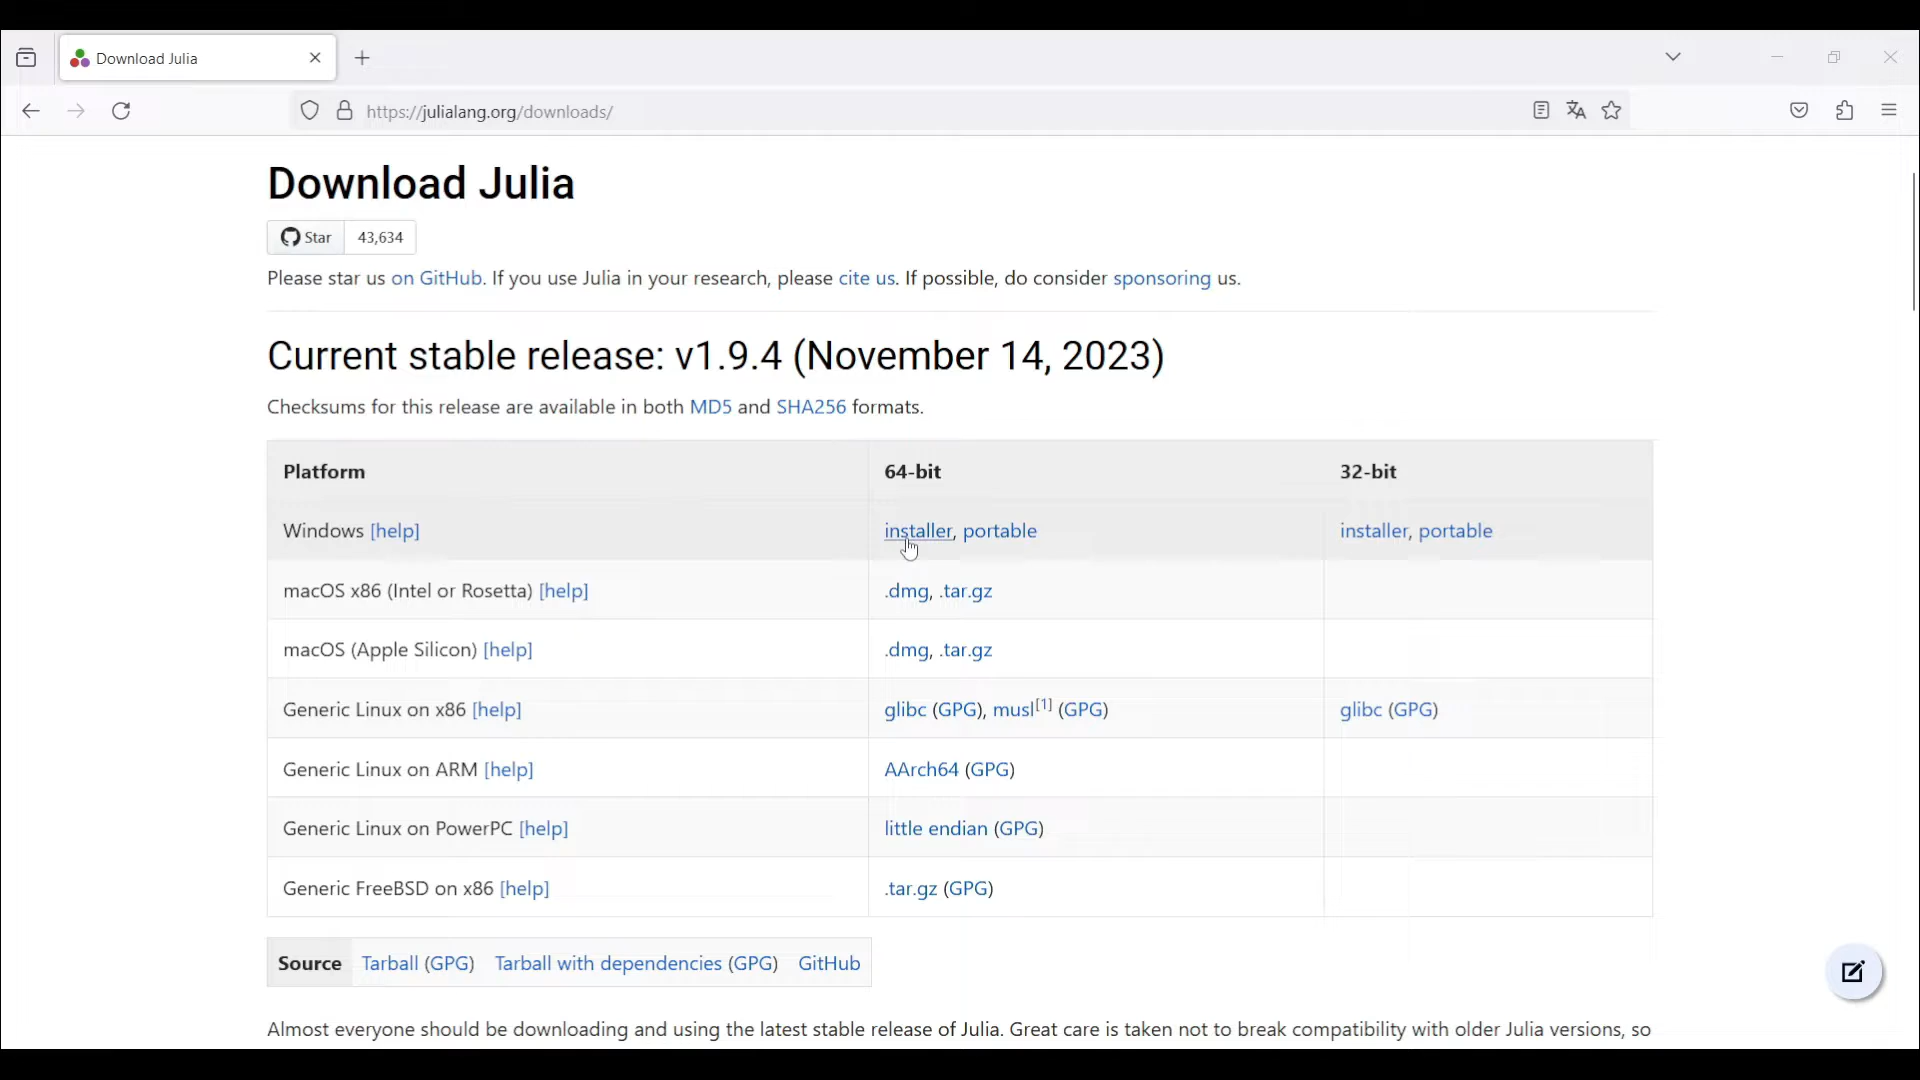 Download Julia
https://julialang.org/downloads/
Download Julia
Star 43,634
Please star us on GitHub. If you use Julia in your research, please cite us. If possible, do consider sponsoring us.
Current stable release: v1.9.4 (November 14, 2023)
Checksums for this release are available in both MD5 and SHA256 formats.
Platform 64-bit 32-bit
Windows [help] installer, portable installer, portable
macOS x86 (Intel or Rosetta) [help] .dmg, .tar.gz
macOS (Apple Silicon) [help] .dmg, .tar.gz
Generic Linux on x86 [help] glibc (GPG), musl[1] (GPG) glibc (GPG)
Generic Linux on ARM [help] AArch64 (GPG)
Generic Linux on PowerPC [help] little endian (GPG)
Generic FreeBSD on x86 [help] .tar.gz (GPG)
Source Tarball (GPG) Tarball with dependencies (GPG) GitHub
Almost everyone should be downloading and using the latest stable release of Julia. Great care is taken not to break compatibility with older Julia versions, so